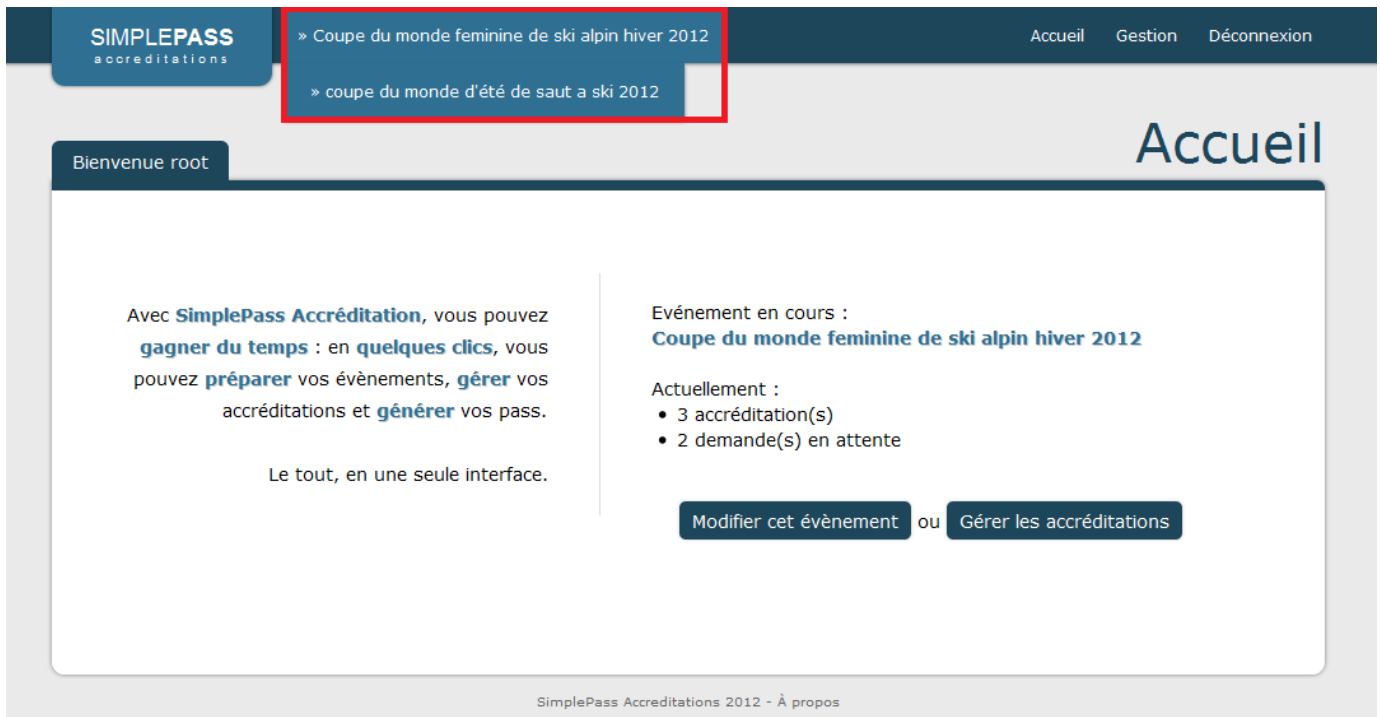 SIMPLEPASS
accreditations
» Coupe du monde feminine de ski alpin hiver 2012
Accueil Gestion Déconnexion
» coupe du monde d'été de saut a ski 2012
Accueil
Bienvenue root
Avec SimplePass Accréditation, vous pouvez
gagner du temps : en quelques clics, vous
pouvez préparer vos évènements, gérer vos
accréditations et générer vos pass.
Le tout, en une seule interface.
Evénement en cours :
Coupe du monde feminine de ski alpin hiver 2012
Actuellement :
• 3 accréditation(s)
• 2 demande(s) en attente
Modifier cet évènement ou Gérer les accréditations
SimplePass Accreditations 2012 - À propos